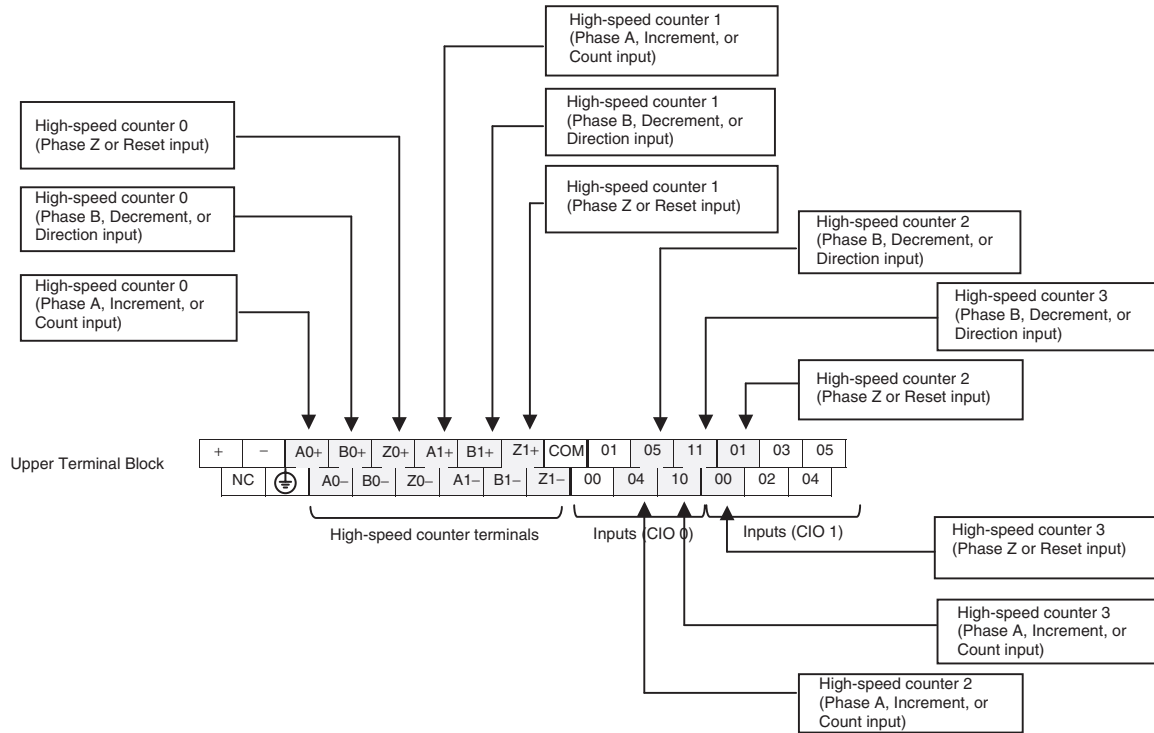 High-speed counter 1
(Phase A, Increment, or
Count input)
High-speed counter 0
(Phase Z or Reset input)
High-speed counter 1
(Phase B, Decrement, or
Direction input)
High-speed counter 0
(Phase B, Decrement, or
Direction input)
High-speed counter 1
(Phase Z or Reset input)
High-speed counter 2
(Phase B, Decrement, or
Direction input)
High-speed counter 0
(Phase A, Increment, or
Count input)
High-speed counter 3
(Phase B, Decrement, or
Direction input)
High-speed counter 2
(Phase Z or Reset input)
Upper Terminal Block
+ − A0+ B0+ Z0+ A1+ B1+ Z1+ COM 01 05 11 01 03 05
NC A0− B0− Z0− A1− B1− Z1− 00 04 10 00 02 04
High-speed counter terminals Inputs (CIO 0) Inputs (CIO 1)
High-speed counter 3
(Phase Z or Reset input)
High-speed counter 3
(Phase A, Increment, or
Count input)
High-speed counter 2
(Phase A, Increment, or
Count input)